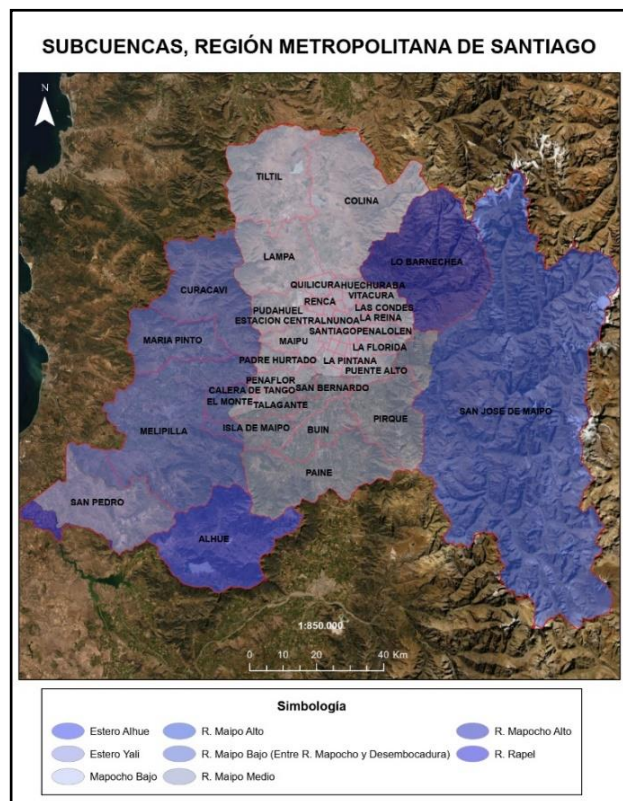 SUBCUENCAS, REGIÓN METROPOLITANA DE SANTIAGO
N
TILTIL
COLINA
LO BARNECHEA
LAMPA
CURACAVI
QUILICURA HUECHURABA
VITACURA
RENCA
LAS CONDES
PUDAHUEL
LA REINA
ESTACION CENTRAL NUNOA
SANTIAGO PENALOLEN
MARIA PINTO
MAIPU
LA FLORIDA
PADRE HURTADO
LA PINTANA
PUENTE ALTO
PENAFLOR
SAN BERNARDO
CALERA DE TANGO
EL MONTE
TALAGANTE
SAN JOSE DE MAIPO
PIRQUE
MELIPILLA
ISLA DE MAIPO
BUIN
PAINE
SAN PEDRO
ALHUE
1:850.000
0 10 20 40 Km
Simbología
Estero Alhue
Estero Yali
Mapocho Bajo
R. Maipo Alto
R. Maipo Bajo (Entre R. Mapocho y Desembocadura)
R. Maipo Medio
R. Mapocho Alto
R. Rapel